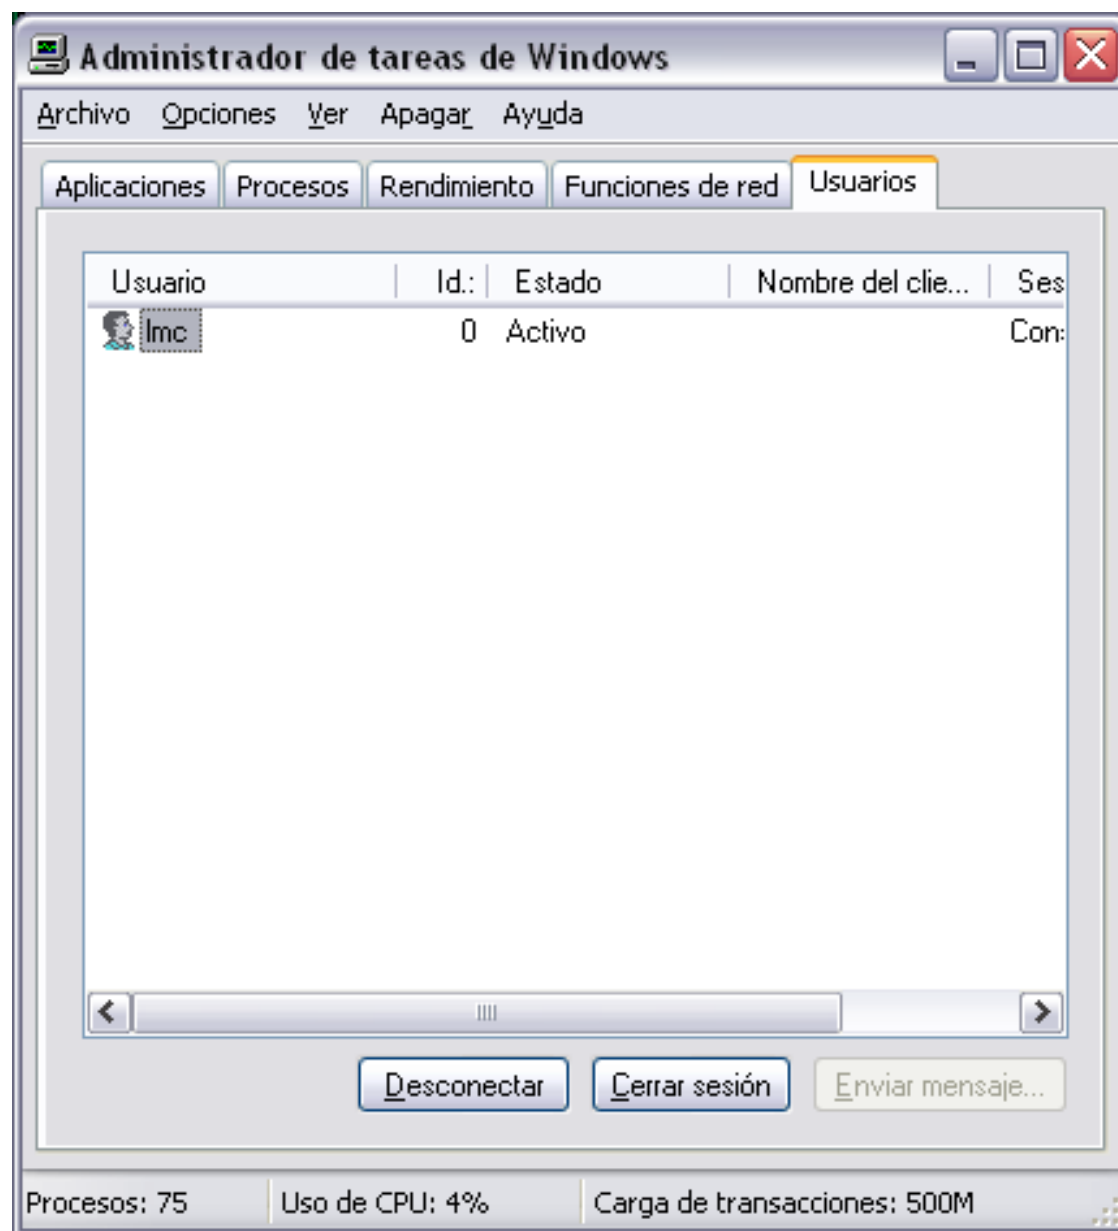 Administrador de tareas de Windows
Archivo Opciones Ver Apagar Ayuda
Aplicaciones Procesos Rendimiento Funciones de red Usuarios
Usuario Id.: Estado Nombre del clie... Ses
lmc 0 Activo Con
Desconectar Cerrar sesión Enviar mensaje...
Procesos: 75 Uso de CPU: 4% Carga de transacciones: 500M